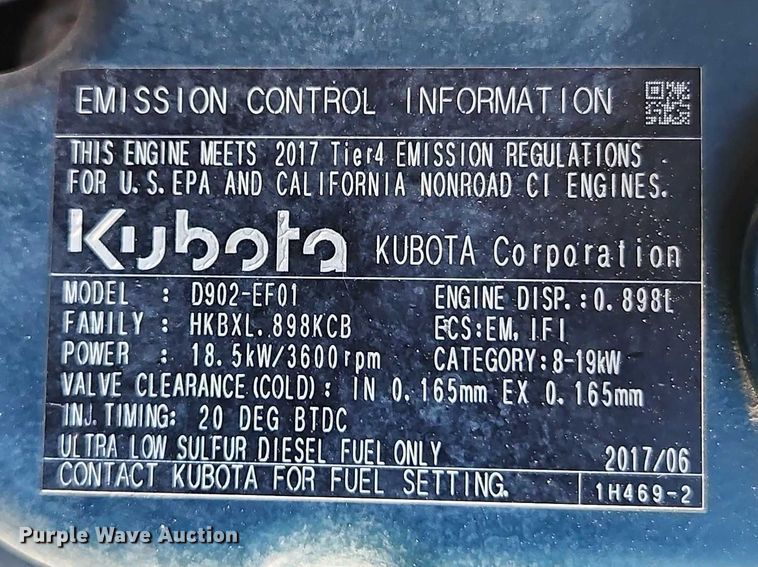 EMISSION CONTROL INFORMATION
THIS ENGINE MEETS 2017 Tier4 EMISSION REGULATIONS
FOR U.S.EPA AND CALIFORNIA NONROAD CI ENGINES.
Kubota KUBOTA Corporation
MODEL : D902-EF01 ENGINE DISP.:0.898L
FAMILY : HKBXL.898KCB ECS:EM,IFI
POWER : 18.5kW/3600rpm CATEGORY:8-19kW
VALVE CLEARANCE(COLD): IN 0.165mm EX 0.165mm
INJ.TIMING: 20 DEG BTDC
ULTRA LOW SULFUR DIESEL FUEL ONLY 2017/06
CONTACT KUBOTA FOR FUEL SETTING. 1H469-2
Purple Wave Auction